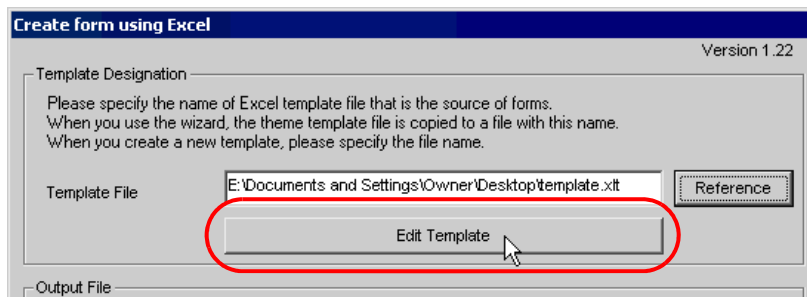 Create form using Excel
Version 1.22
Template Designation
Please specify the name of Excel template file that is the source of forms.
When you use the wizard, the theme template file is copied to a file with this name.
When you create a new template, please specify the file name.
Template File
E:\Documents and Settings\Owner\Desktop\template.xlt
Reference
Edit Template
Output File